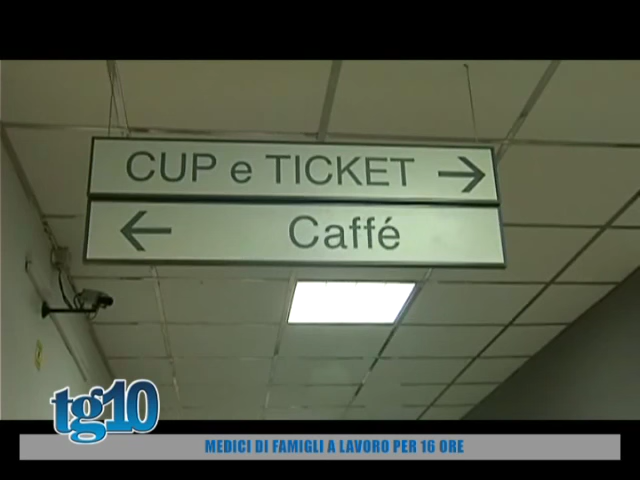 CUP e TICKET →
← Caffé
tg10
MEDICI DI FAMIGLI A LAVORO PER 16 ORE